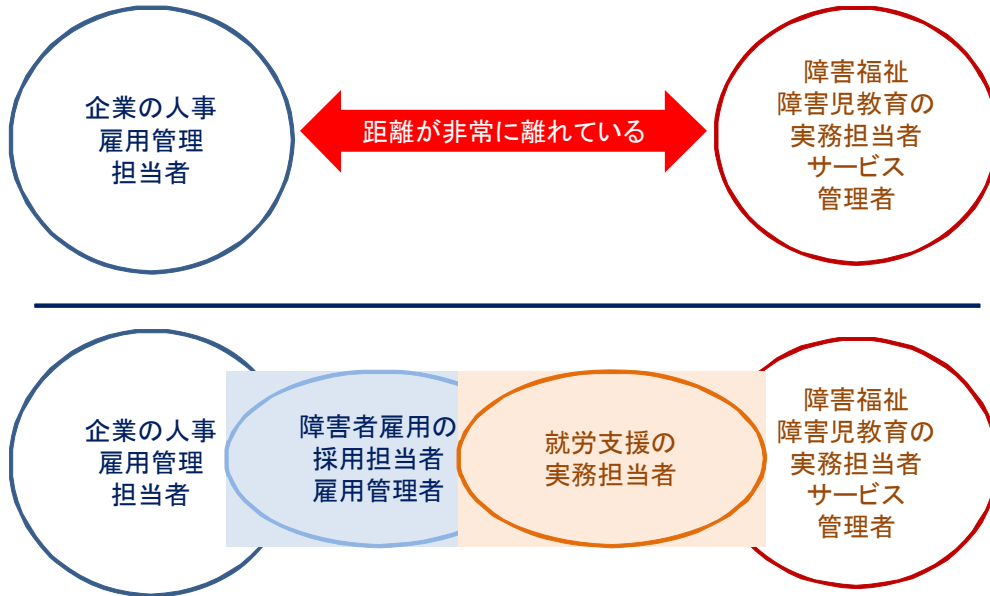 企業の人事
雇用管理
担当者
距離が非常に離れている
障害福祉
障害児教育の
実務担当者
サービス
管理者
企業の人事
雇用管理
担当者
障害者雇用の
採用担当者
雇用管理者
就労支援の
実務担当者
障害福祉
障害児教育の
実務担当者
サービス
管理者